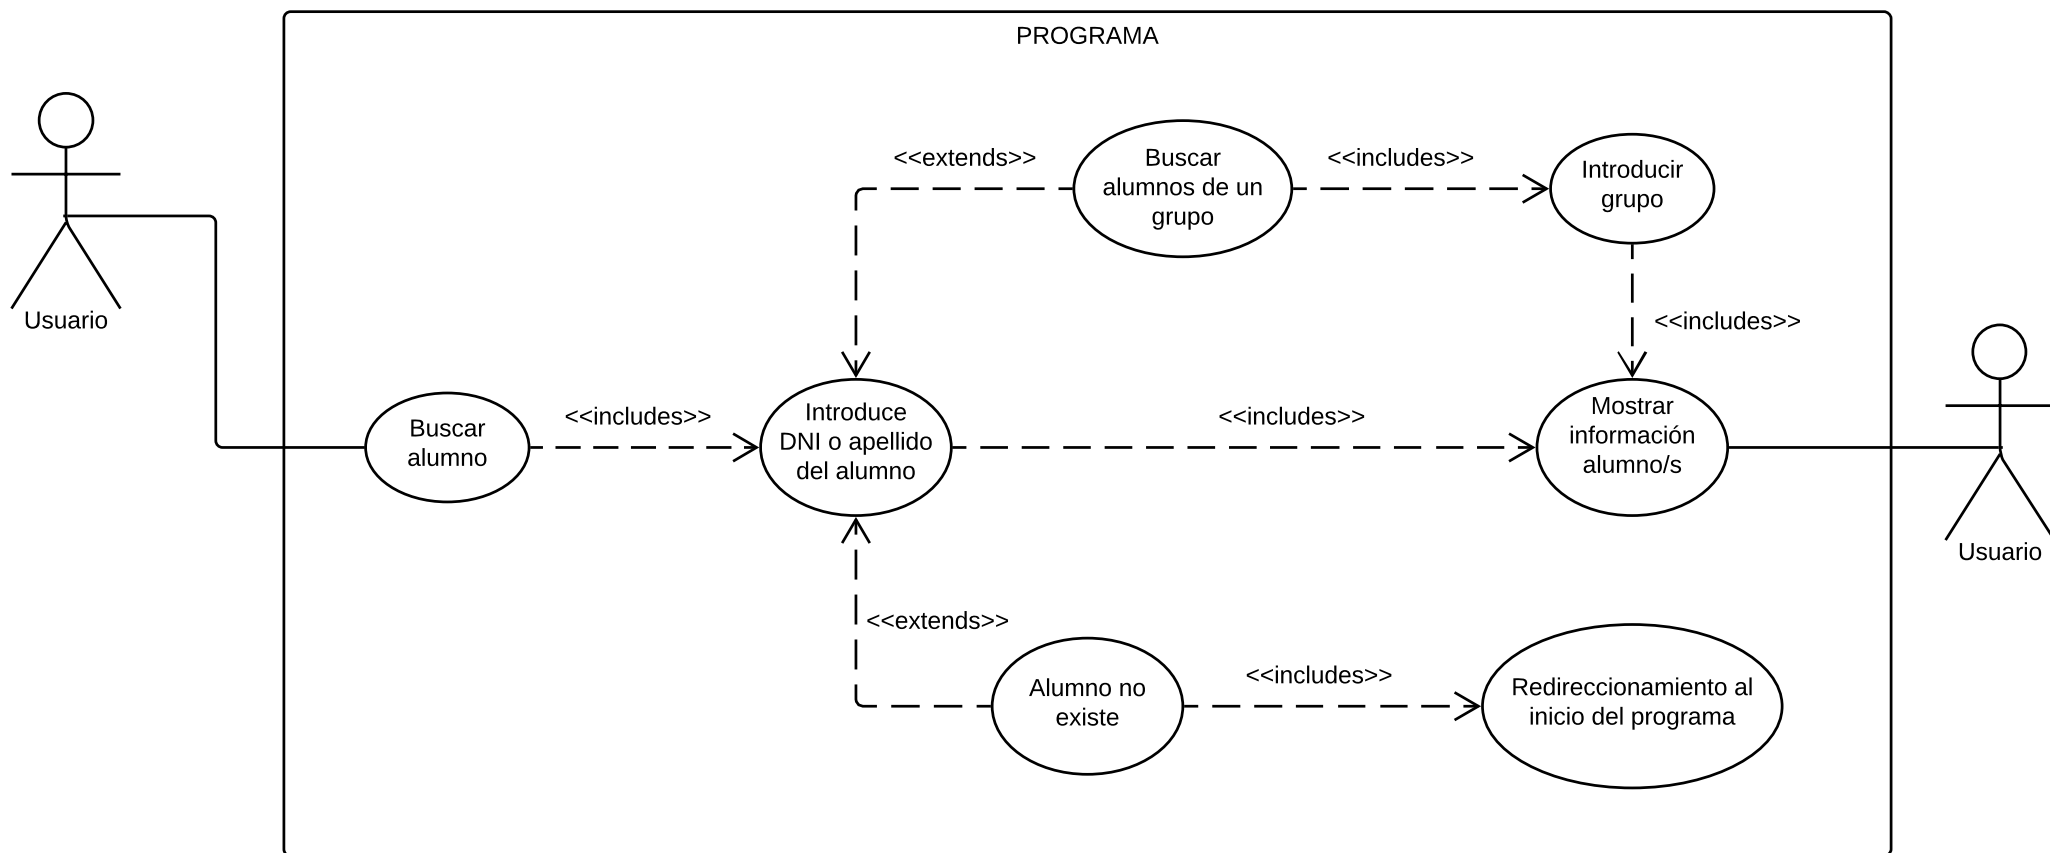 PROGRAMA
Usuario
<<extends>>
Buscar
alumnos de un
grupo
<<includes>>
Introducir
grupo
<<includes>>
Buscar
alumno
<<includes>>
Introduce
DNI o apellido
del alumno
<<includes>>
Mostrar
información
alumno/s
Usuario
<<extends>>
Alumno no
existe
<<includes>>
Redireccionamiento al
inicio del programa